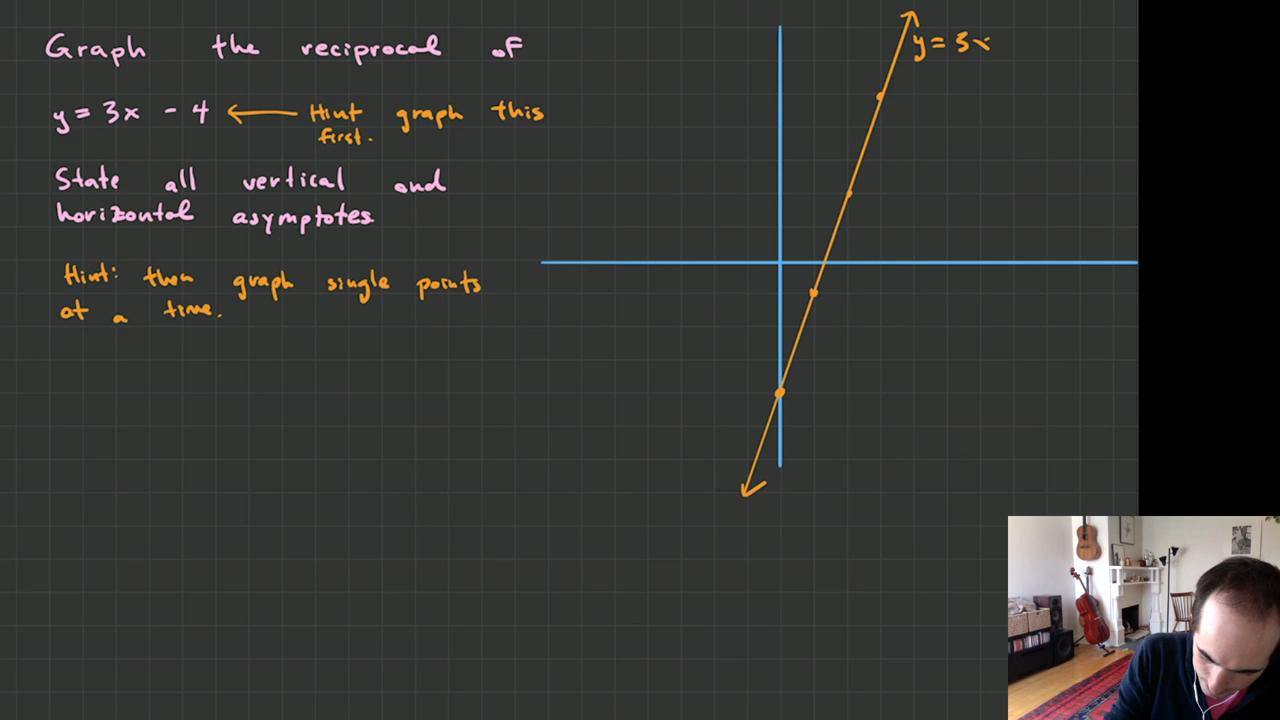 Graph the reciprocal of
y = 3x - 4 ← Hint graph this
first.
State all vertical and
horizontal asymptotes
Hint: then graph single points
at a time.
y = 3x